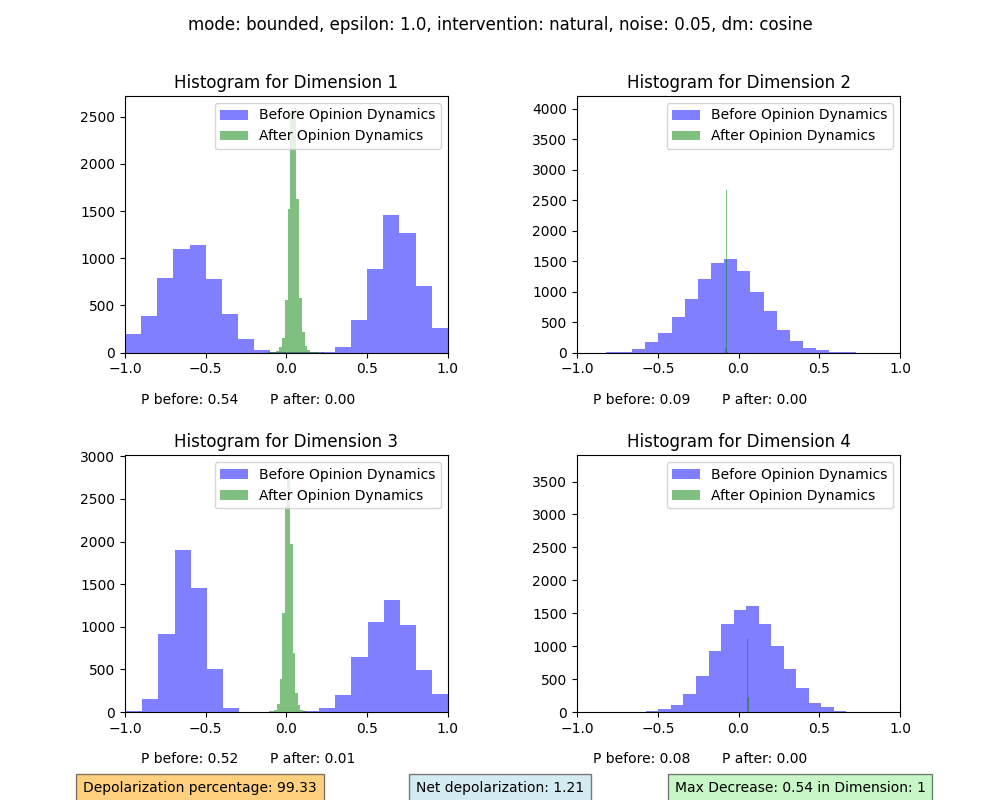 mode: bounded, epsilon: 1.0, intervention: natural, noise: 0.05, dm: cosine
Histogram for Dimension 1
Before Opinion Dynamics
After Opinion Dynamics
2500
2000
1500
1000
500
0
−1.0 −0.5 0.0 0.5 1.0
P before: 0.54 P after: 0.00
Histogram for Dimension 2
Before Opinion Dynamics
After Opinion Dynamics
4000
3500
3000
2500
2000
1500
1000
500
0
−1.0 −0.5 0.0 0.5 1.0
P before: 0.09 P after: 0.00
Histogram for Dimension 3
Before Opinion Dynamics
After Opinion Dynamics
3000
2500
2000
1500
1000
500
0
−1.0 −0.5 0.0 0.5 1.0
P before: 0.52 P after: 0.01
Histogram for Dimension 4
Before Opinion Dynamics
After Opinion Dynamics
3500
3000
2500
2000
1500
1000
500
0
−1.0 −0.5 0.0 0.5 1.0
P before: 0.08 P after: 0.00
Depolarization percentage: 99.33
Net depolarization: 1.21
Max Decrease: 0.54 in Dimension: 1